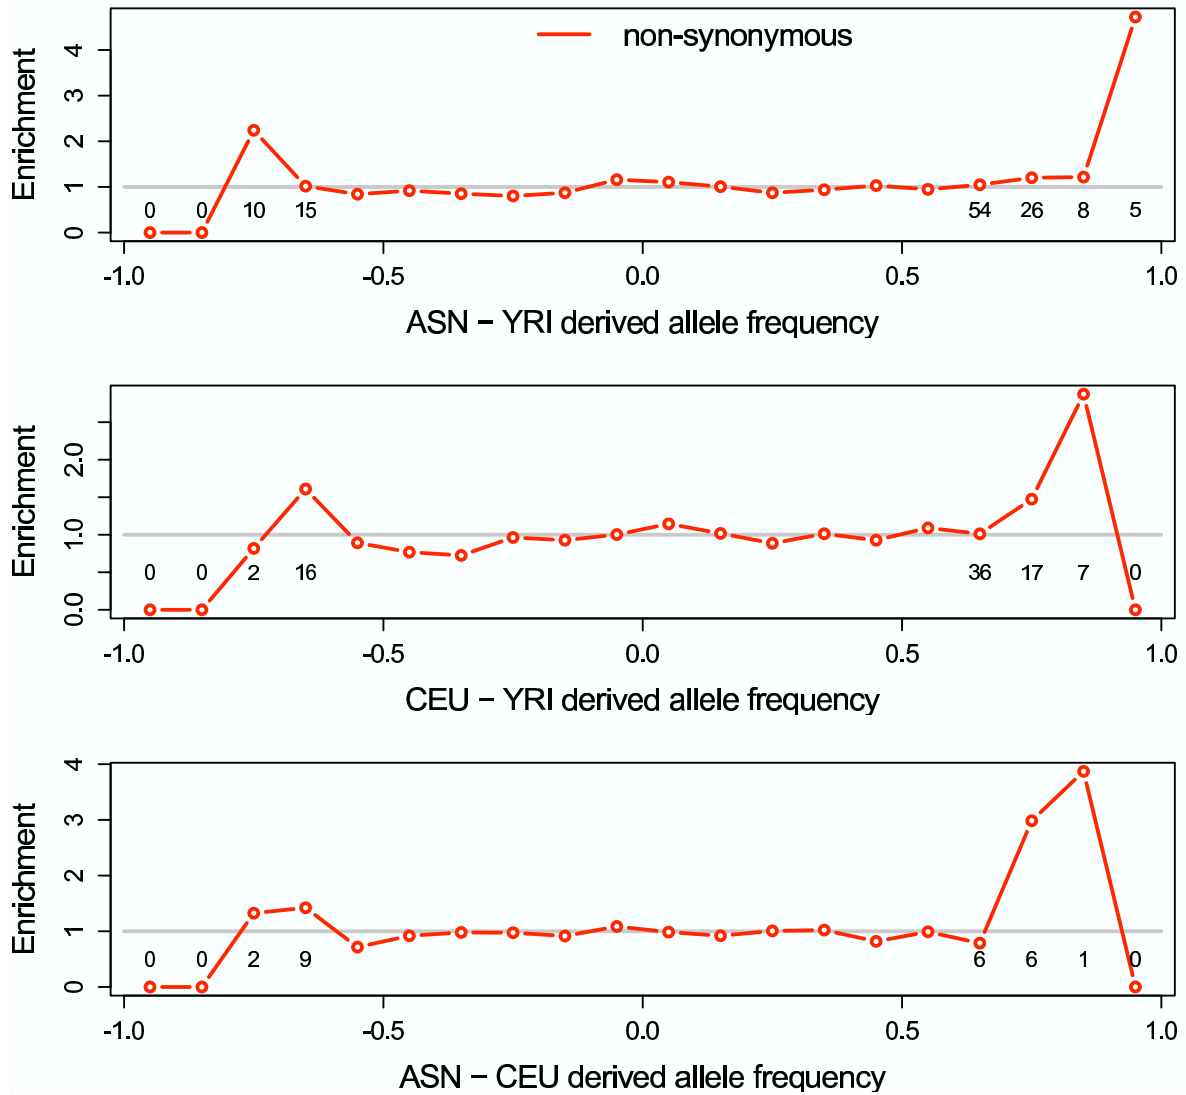 non-synonymous
Enrichment
4
3
2
1
0
0 0 10 15 54 26 8 5
-1.0 -0.5 0.0 0.5 1.0
ASN − YRI derived allele frequency
Enrichment
2.0
1.0
0.0
0 0 2 16 36 17 7 0
-1.0 -0.5 0.0 0.5 1.0
CEU − YRI derived allele frequency
Enrichment
4
3
2
1
0
0 0 2 9 6 6 1 0
-1.0 -0.5 0.0 0.5 1.0
ASN − CEU derived allele frequency